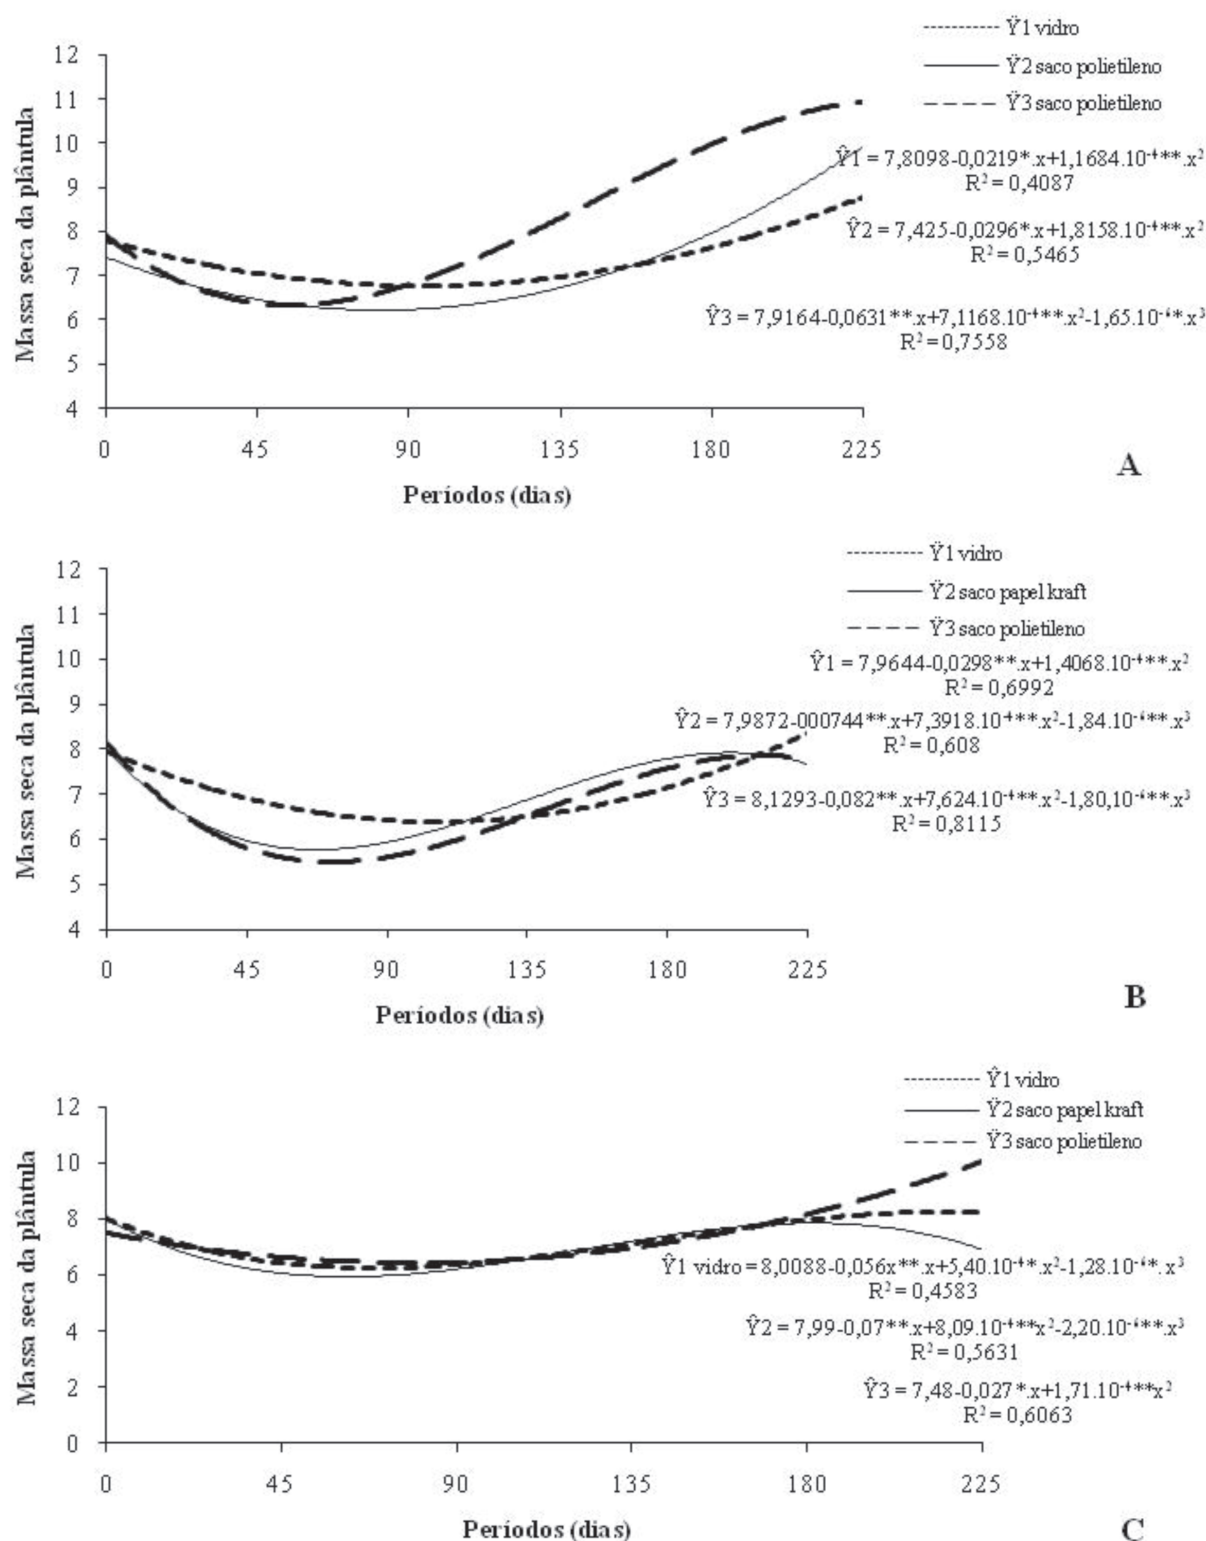 Ÿ1 vidro
Ÿ2 saco polietileno
Ÿ3 saco polietileno
Massa seca da plântula
12
11
10
9
8
7
6
5
4
Ŷ1 = 7,8098-0,0219*.x+1,1684.10⁻⁴**.x²
R² = 0,4087
Ŷ2 = 7,425-0,0296*.x+1,8158.10⁻⁴**.x²
R² = 0,5465
Ŷ3 = 7,9164-0,0631**.x+7,1168.10⁻⁴**.x²-1,65.10⁻⁶*.x³
R² = 0,7558
0 45 90 135 180 225
Períodos (dias)
A
Ÿ1 vidro
Ÿ2 saco papel kraft
Ÿ3 saco polietileno
Massa seca da plântula
12
11
10
9
8
7
6
5
4
Ŷ1 = 7,9644-0,0298**.x+1,4068.10⁻⁴**.x²
R² = 0,6992
Ŷ2 = 7,9872-000744**.x+7,3918.10⁻⁴**.x²-1,84.10⁻⁶**.x³
R² = 0,608
Ŷ3 = 8,1293-0,082**.x+7,624.10⁻⁴**.x²-1,80,10⁻⁶**.x³
R² = 0,8115
0 45 90 135 180 225
Períodos (dias)
B
Ŷ1 vidro
Ÿ2 saco papel kraft
Ÿ3 saco polietileno
Massa seca da plântula
12
10
8
6
4
2
0
Ŷ1 vidro = 8,0088-0,056x**.x+5,40.10⁻⁴*.x²-1,28.10⁻⁶*.x³
R² = 0,4583
Ŷ2 = 7,99-0,07**.x+8,09.10⁻⁴**x²-2,20.10⁻⁶**.x³
R² = 0,5631
Ŷ3 = 7,48-0,027*.x+1,71.10⁻⁴**x²
R² = 0,6063
0 45 90 135 180 225
Períodos (dias)
C